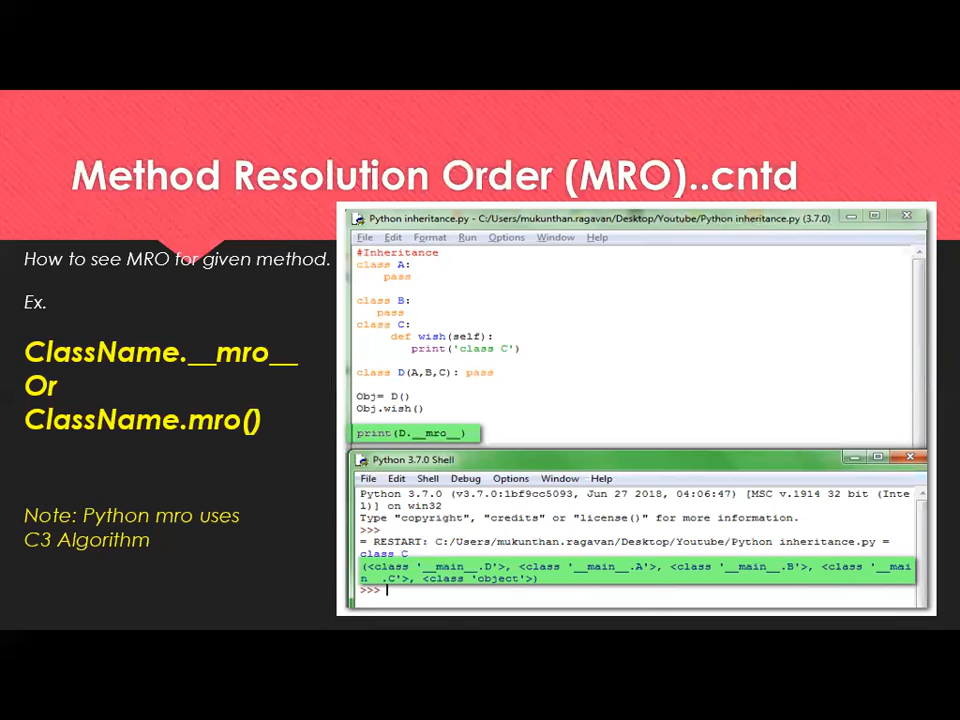 Method Resolution Order (MRO)..cntd
How to see MRO for given method.
Ex.
ClassName.__mro__
Or
ClassName.mro()
Note: Python mro uses
C3 Algorithm
Python inheritance.py - C:/Users/mukunthan.ragavan/Desktop/Youtube/Python inheritance.py (3.7.0)
File Edit Format Run Options Window Help
#Inheritance
class A:
pass
class B:
pass
class C:
def wish(self):
print('class C')
class D(A,B,C): pass
Obj= D()
Obj.wish()
print(D.__mro__)
Python 3.7.0 Shell
File Edit Shell Debug Options Window Help
Python 3.7.0 (v3.7.0:1bf9cc5093, Jun 27 2018, 04:06:47) [MSC v.1914 32 bit (Inte
l)] on win32
Type "copyright", "credits" or "license()" for more information.
>>>
= RESTART: C:/Users/mukunthan.ragavan/Desktop/Youtube/Python inheritance.py =
class C
(<class '__main__.D'>, <class '__main__.A'>, <class '__main__.B'>, <class '__mai
n__.C'>, <class 'object'>)
>>>